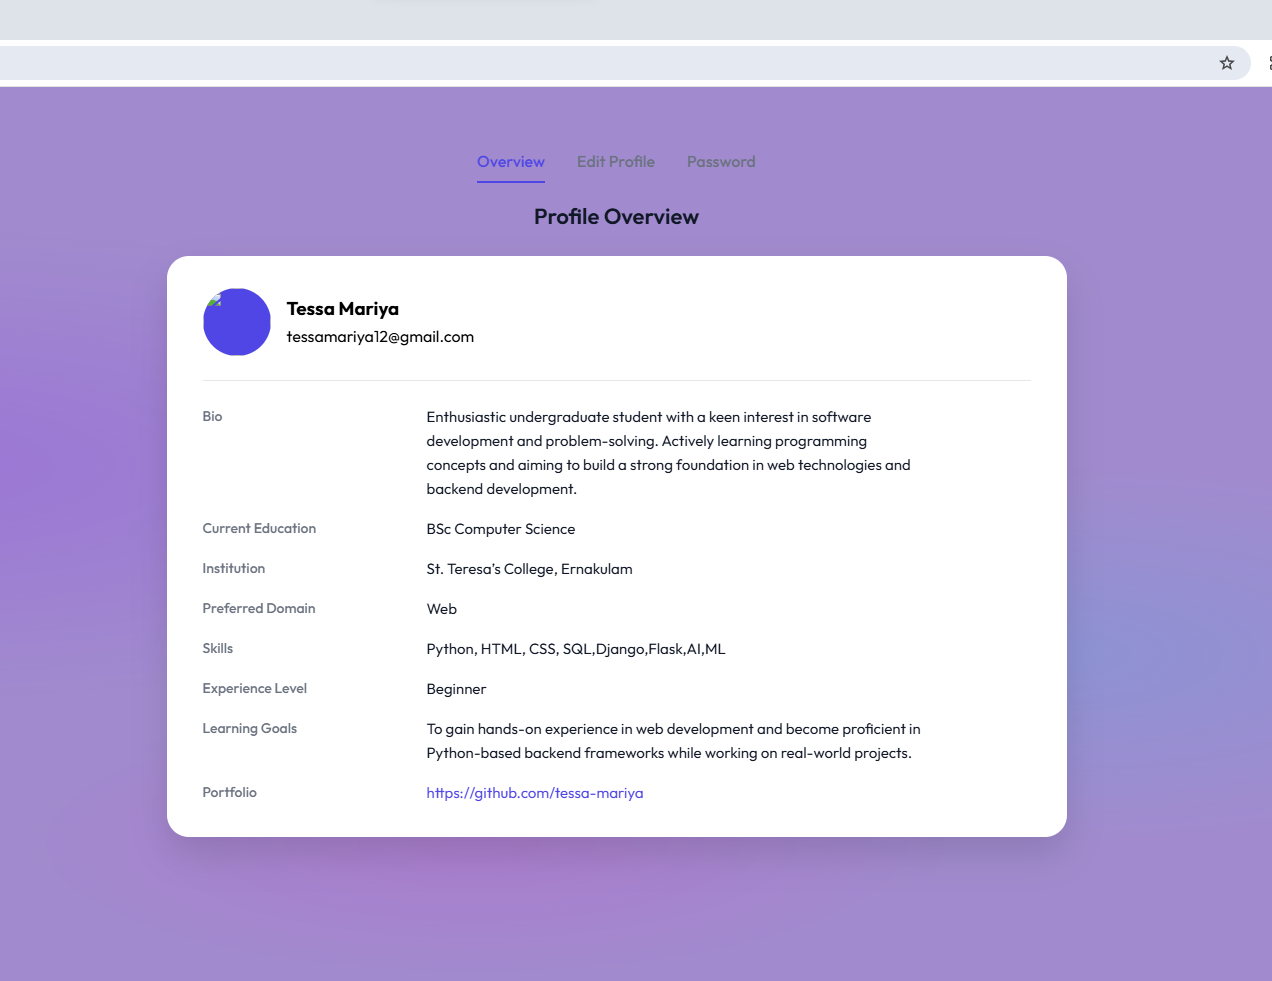 Overview Edit Profile Password
Profile Overview
Tessa Mariya
tessamariya12@gmail.com
Bio Enthusiastic undergraduate student with a keen interest in software
development and problem-solving. Actively learning programming
concepts and aiming to build a strong foundation in web technologies and
backend development.
Current Education BSc Computer Science
Institution St. Teresa's College, Ernakulam
Preferred Domain Web
Skills Python, HTML, CSS, SQL,Django,Flask,AI,ML
Experience Level Beginner
Learning Goals To gain hands-on experience in web development and become proficient in
Python-based backend frameworks while working on real-world projects.
Portfolio https://github.com/tessa-mariya